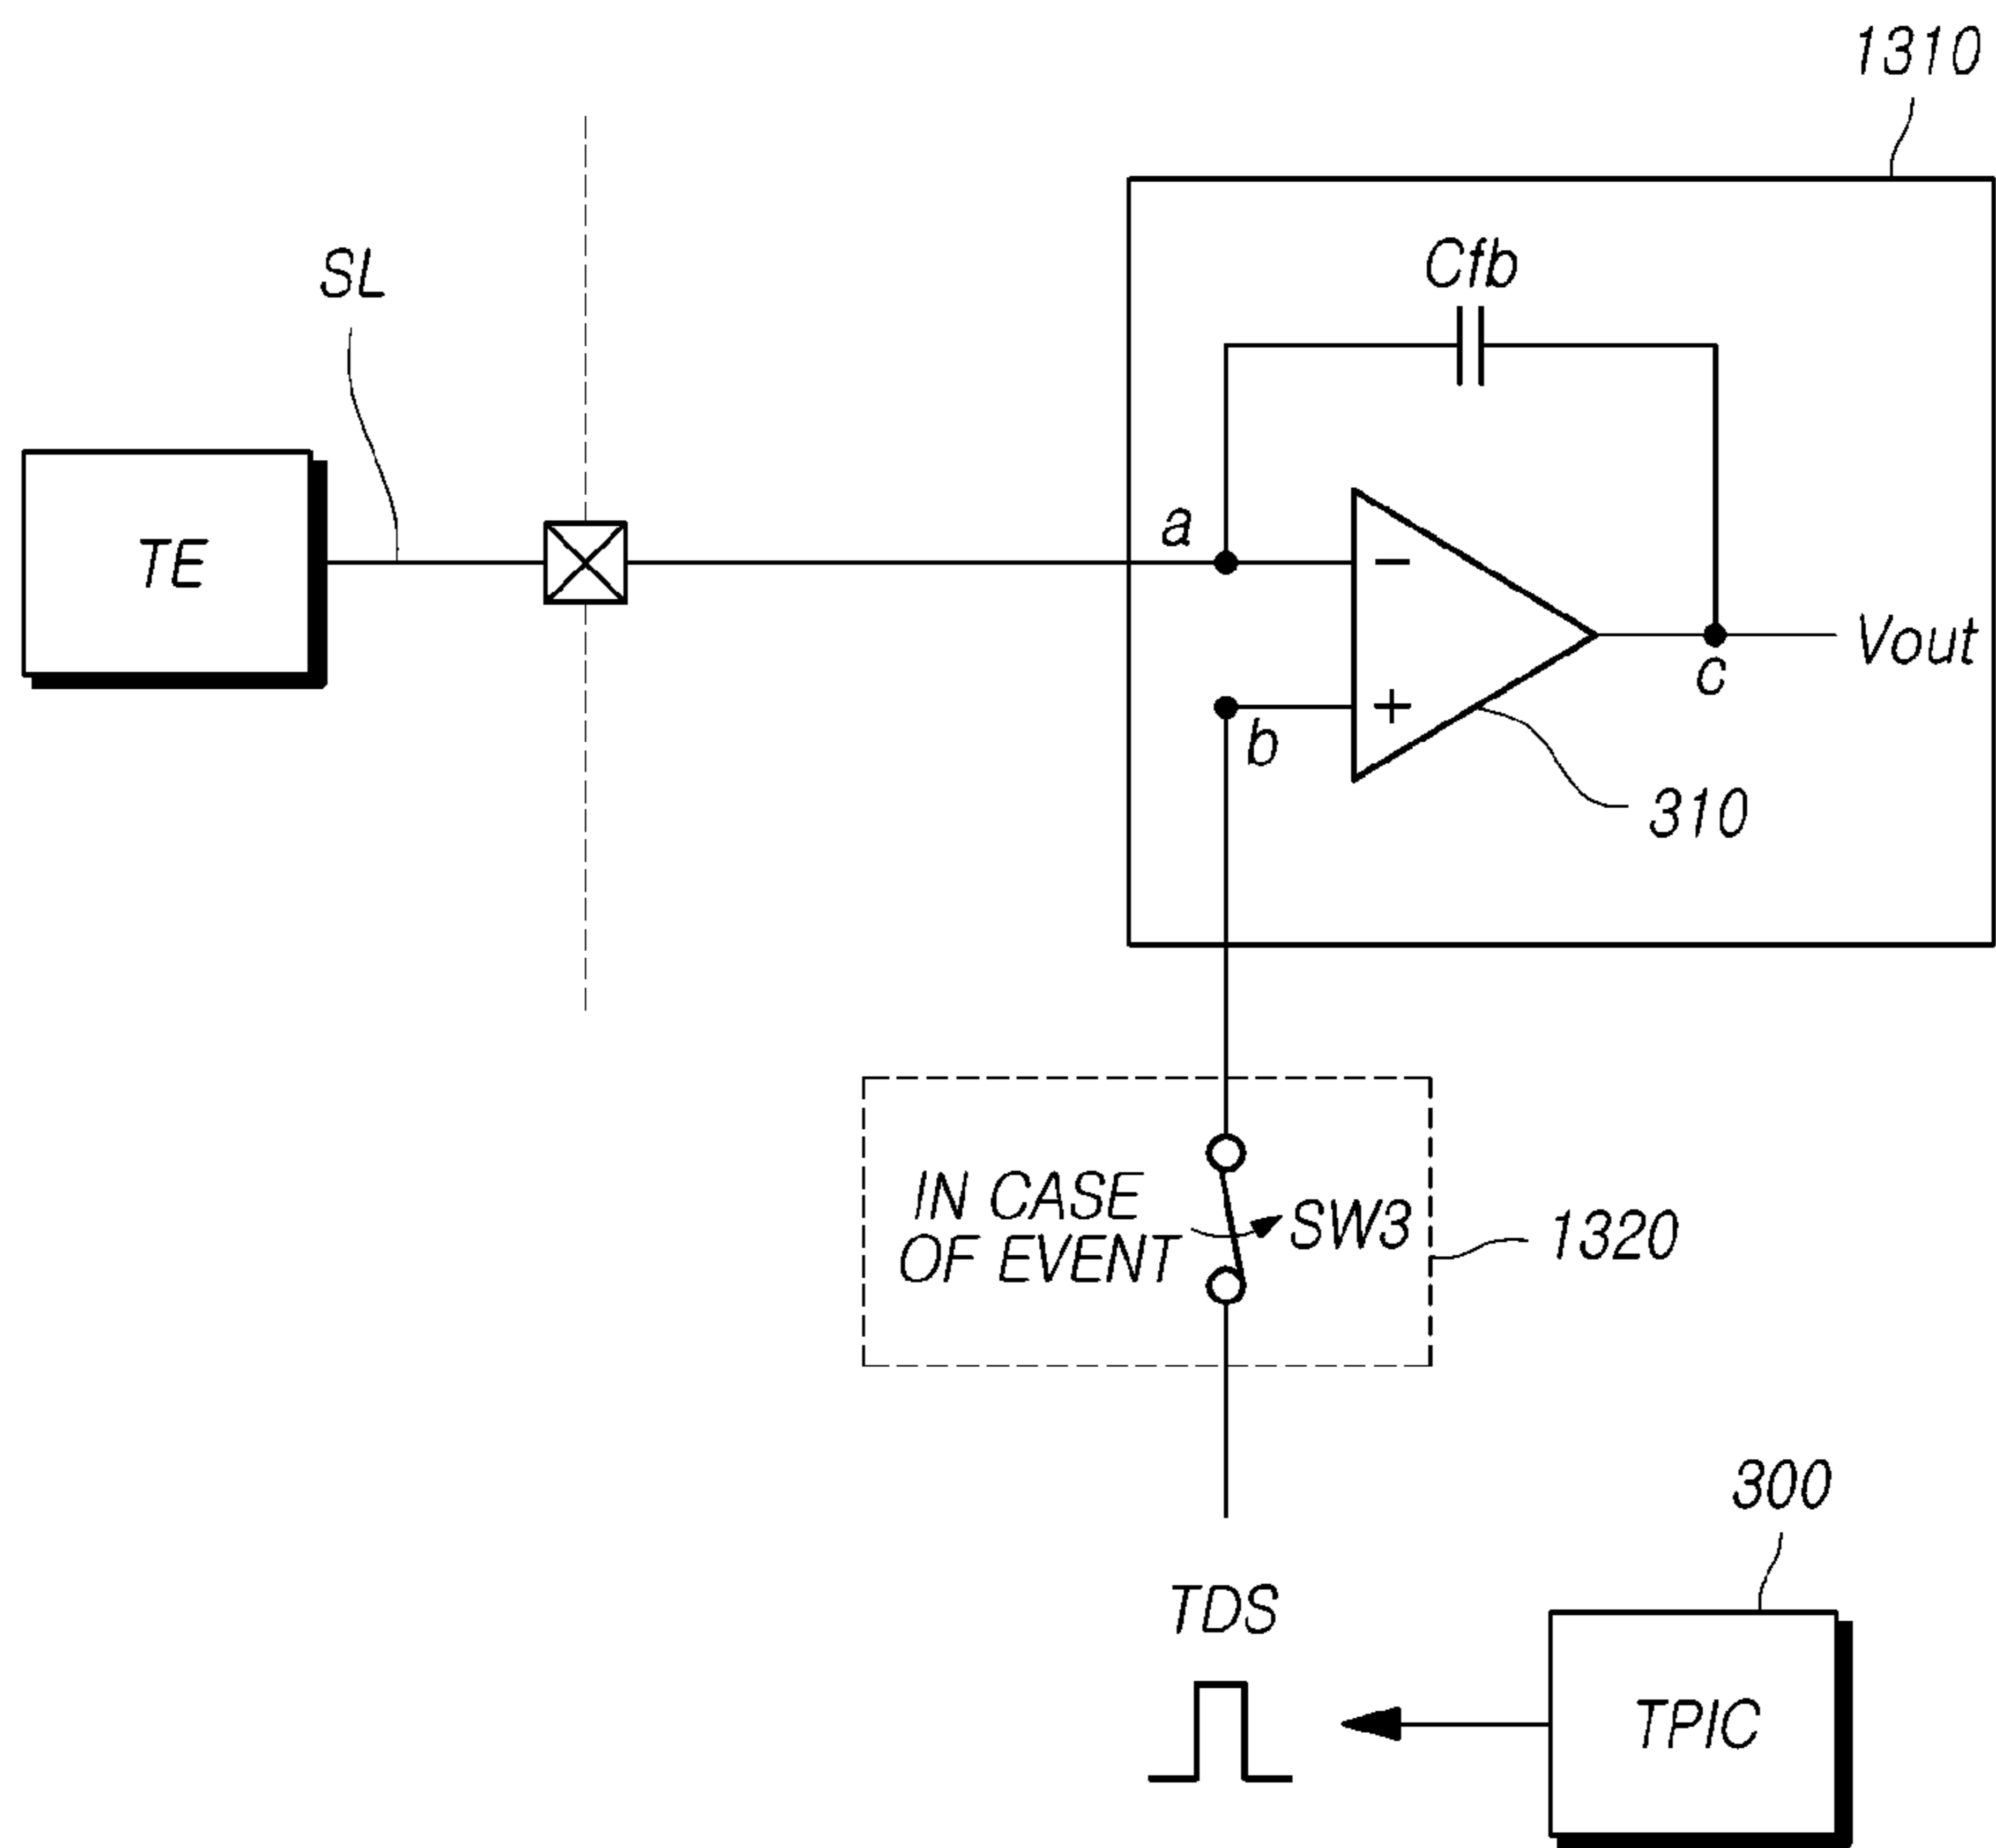 1310
SL
Cfb
TE
a
−
Vout
c
+
b
310
IN CASE
OF EVENT
SW3
1320
300
TDS
TPIC